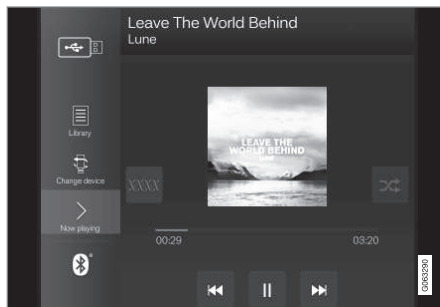 Leave The World Behind
Lune
Library
Change device
Now playing
LEAVE THE
WORLD BEHIND
LUNE
XXXX
00:29
03:20
G063290